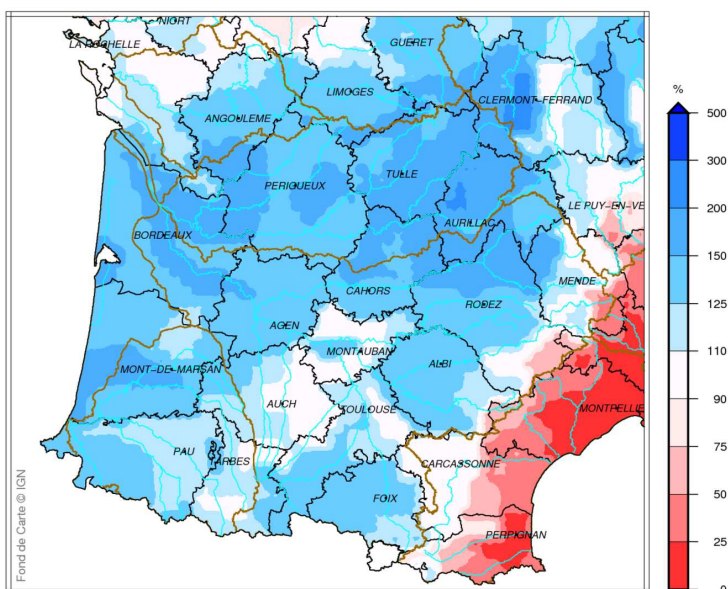 NIORT
LA ROCHELLE
GUERET
%
LIMOGES
CLERMONT-FERRAND
500
ANGOULEME
300
TULLE
PERIGUEUX
200
LE PUY-EN-VE
AURILLAC
BORDEAUX
150
MENDE
CAHORS
RODEZ
125
AGEN
MONTAUBAN
110
ALBI
MONT-DE-MARSAN
90
AUCH
TOULOUSE
MONTPELLIE
75
PAU
TARBES
CARCASSONNE
50
FOIX
25
PERPIGNAN
0
Fond de Carte © IGN